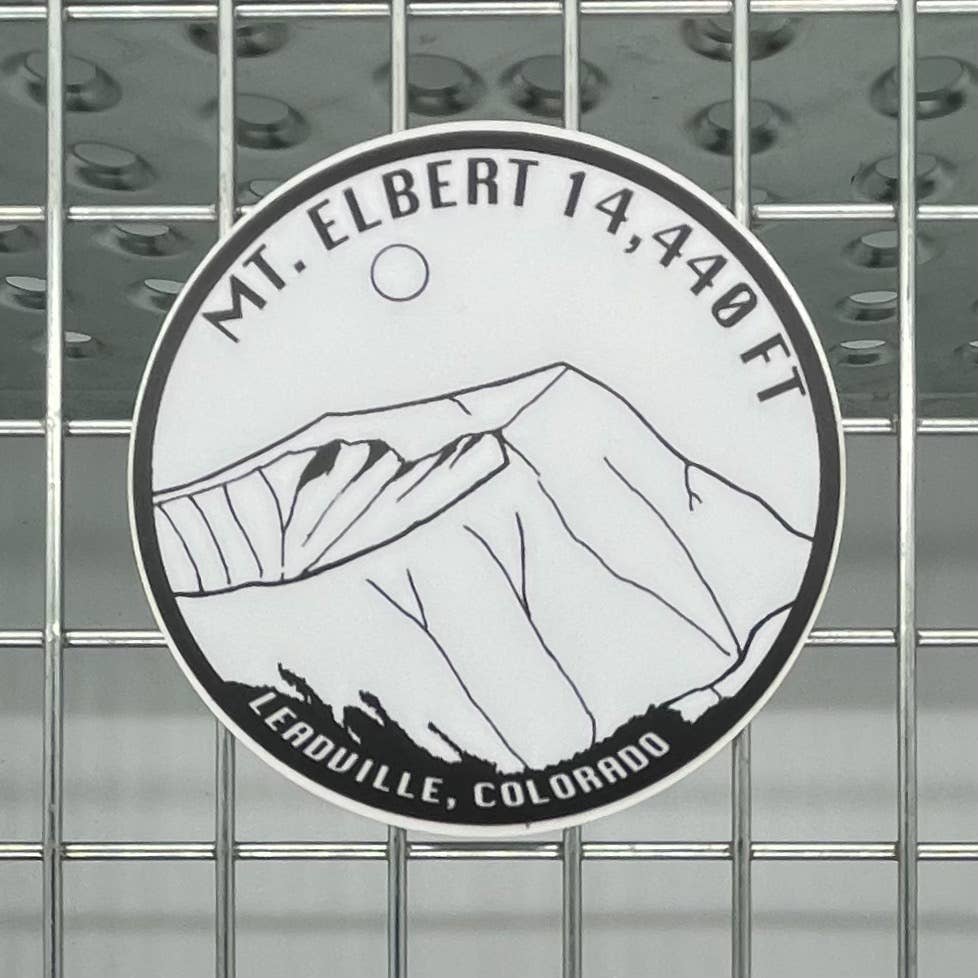 MT. ELBERT 14,440 FT
LEADVILLE, COLORADO